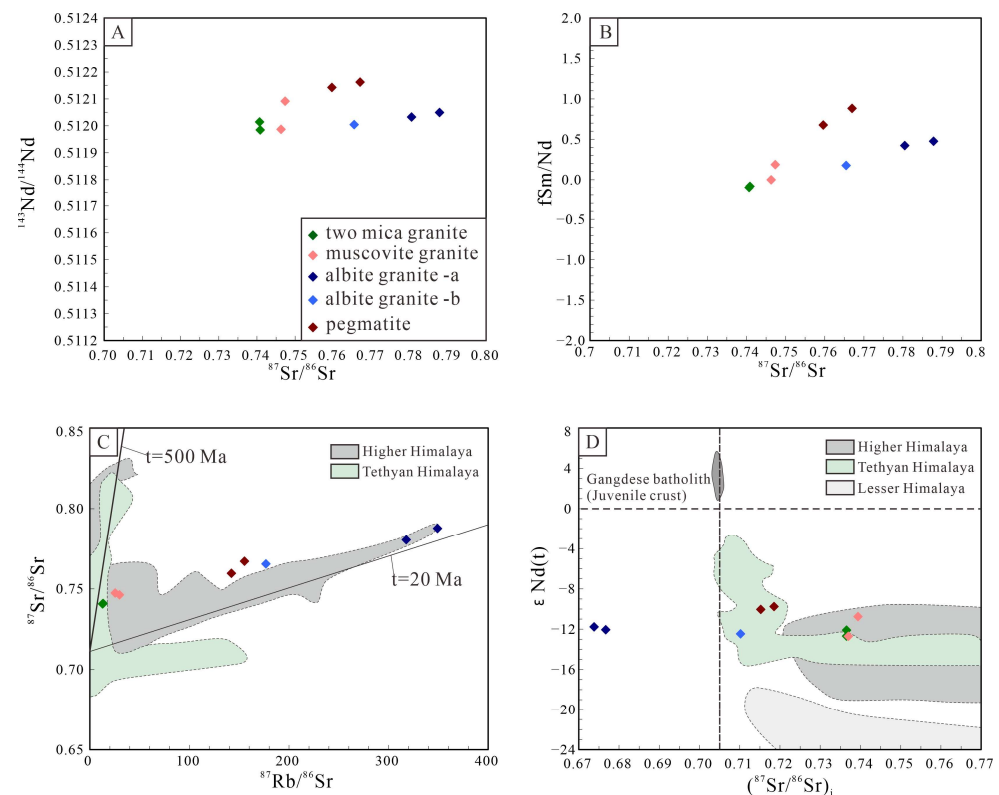 A
0.5124
0.5123
0.5122
0.5121
0.5120
0.5119
0.5118
0.5117
0.5116
0.5115
0.5114
0.5113
0.5112
¹⁴³Nd/¹⁴⁴Nd
two mica granite
muscovite granite
albite granite -a
albite granite -b
pegmatite
0.70 0.71 0.72 0.73 0.74 0.75 0.76 0.77 0.78 0.79 0.80
⁸⁷Sr/⁸⁶Sr
B
2.0
1.5
1.0
0.5
0.0
−0.5
−1.0
−1.5
−2.0
fSm/Nd
0.7 0.71 0.72 0.73 0.74 0.75 0.76 0.77 0.78 0.79 0.8
⁸⁷Sr/⁸⁶Sr
C
0.85
0.80
0.75
0.70
0.65
⁸⁷Sr/⁸⁶Sr
t=500 Ma
Higher Himalaya
Tethyan Himalaya
t=20 Ma
0 100 200 300 400
⁸⁷Rb/⁸⁶Sr
D
8
4
0
−4
−8
−12
−16
−20
−24
ε Nd(t)
Gangdese batholith
(Juvenile crust)
Higher Himalaya
Tethyan Himalaya
Lesser Himalaya
0.67 0.68 0.69 0.70 0.71 0.72 0.73 0.74 0.75 0.76 0.77
(⁸⁷Sr/⁸⁶Sr)ᵢ